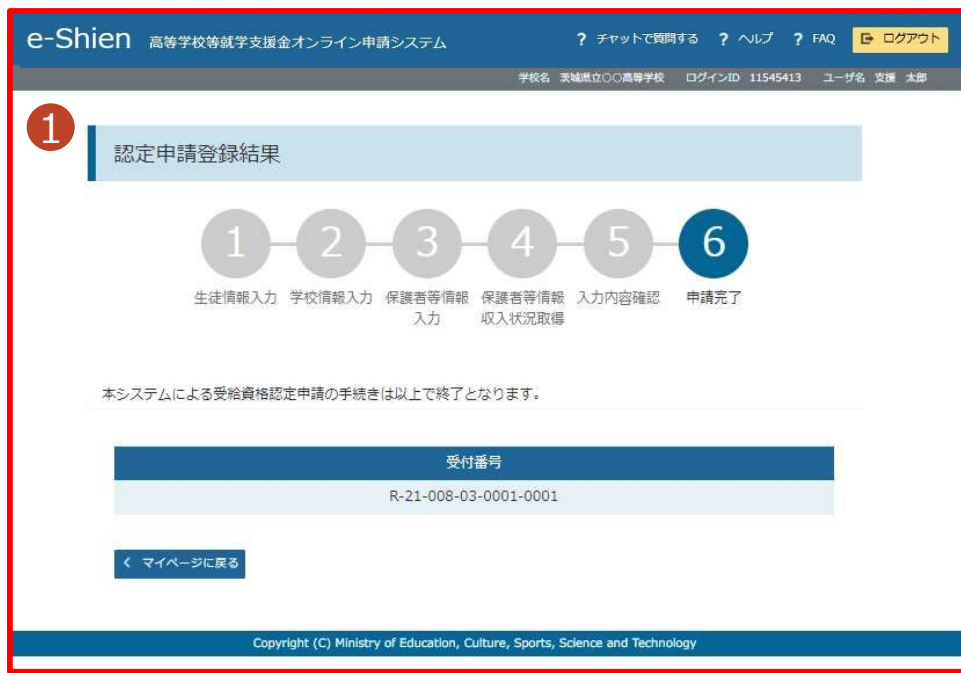 e-Shien 高等学校等就学支援金オンライン申請システム ? チャットで質問する ? ヘルプ ? FAQ ログアウト
学校名 茨城県立○○高等学校 ログインID 11545413 ユーザ名 支援 太郎
1
認定申請登録結果
1 2 3 4 5 6
生徒情報入力 学校情報入力 保護者等情報 保護者等情報 入力内容確認 申請完了
入力 収入状況取得
本システムによる受給資格認定申請の手続きは以上で終了となります。
受付番号
R-21-008-03-0001-0001
マイページに戻る
Copyright (C) Ministry of Education, Culture, Sports, Science and Technology